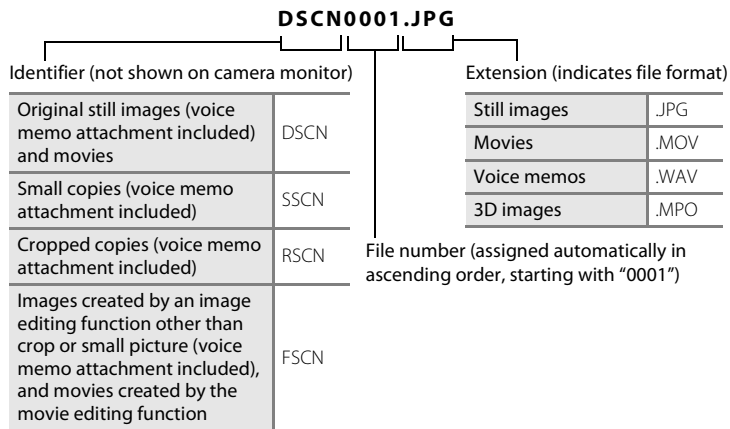 DSCN0001.JPG
Identifier (not shown on camera monitor)
Original still images (voice
memo attachment included)
and movies
DSCN
Small copies (voice memo
attachment included)
SSCN
Cropped copies (voice memo
attachment included)
RSCN
Images created by an image
editing function other than
crop or small picture (voice
memo attachment included),
and movies created by the
movie editing function
FSCN
Extension (indicates file format)
Still images .JPG
Movies .MOV
Voice memos .WAV
3D images .MPO
File number (assigned automatically in
ascending order, starting with “0001”)